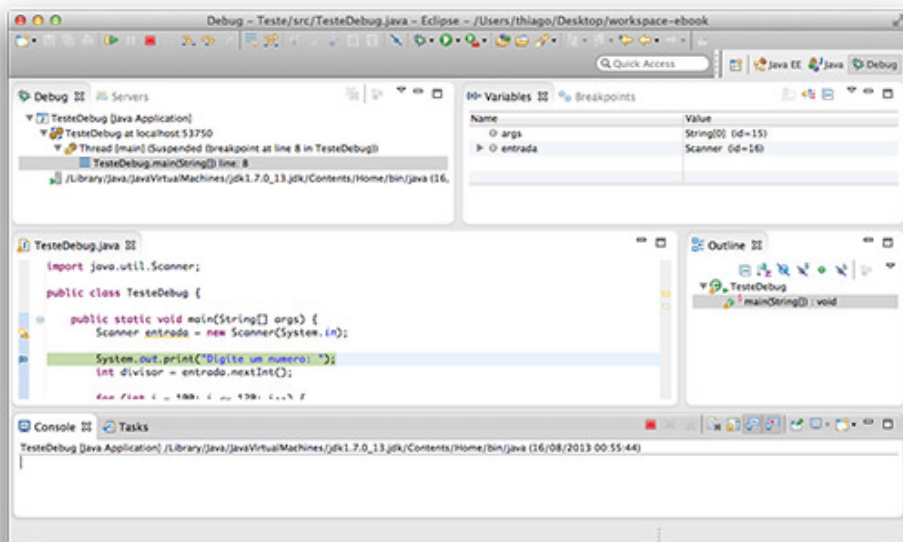 Debug - Teste/src/TesteDebug.java - Eclipse - /Users/thiago/Desktop/workspace-ebook
Quick Access
Java EE
Java
Debug
Debug
Servers
TesteDebug [Java Application]
TesteDebug at localhost:53750
Thread [main] (Suspended (breakpoint at line 8 in TesteDebug))
TesteDebug.main(String[]) line: 8
/Library/Java/JavaVirtualMachines/jdk1.7.0_13.jdk/Contents/Home/bin/java (16,
Variables
Breakpoints
Name
Value
args
String[0] (id=15)
entrada
Scanner (id=16)
TesteDebug.java
import java.util.Scanner;
public class TesteDebug {
public static void main(String[] args) {
Scanner entrada = new Scanner(System.in);
System.out.print("Digite um numero: ");
int divisor = entrada.nextInt();
for (int i = 100; i <= 120; i++) {
Outline
TesteDebug
main(String[]) : void
Console
Tasks
TesteDebug [Java Application] /Library/Java/JavaVirtualMachines/jdk1.7.0_13.jdk/Contents/Home/bin/java (16/08/2013 00:55:44)